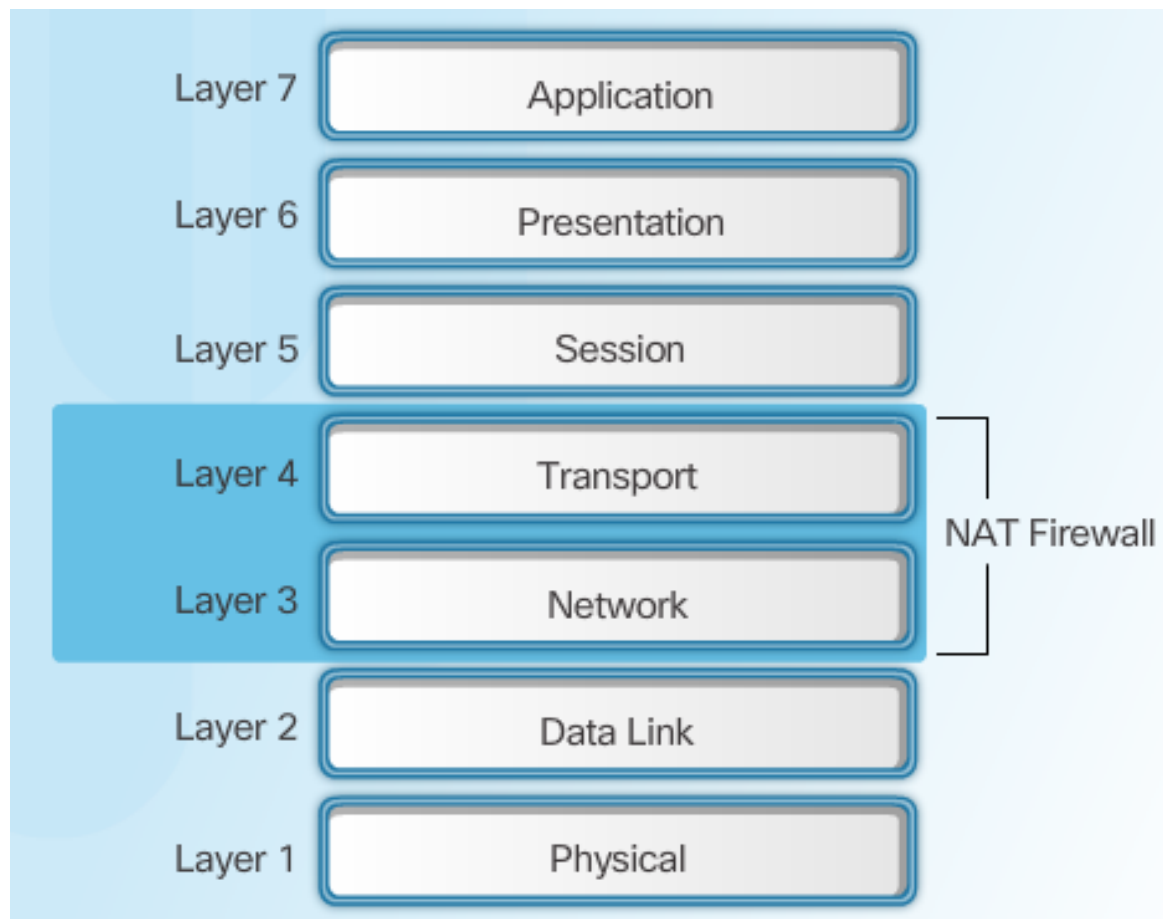 Layer 7 Application
Layer 6 Presentation
Layer 5 Session
Layer 4 Transport
NAT Firewall
Layer 3 Network
Layer 2 Data Link
Layer 1 Physical